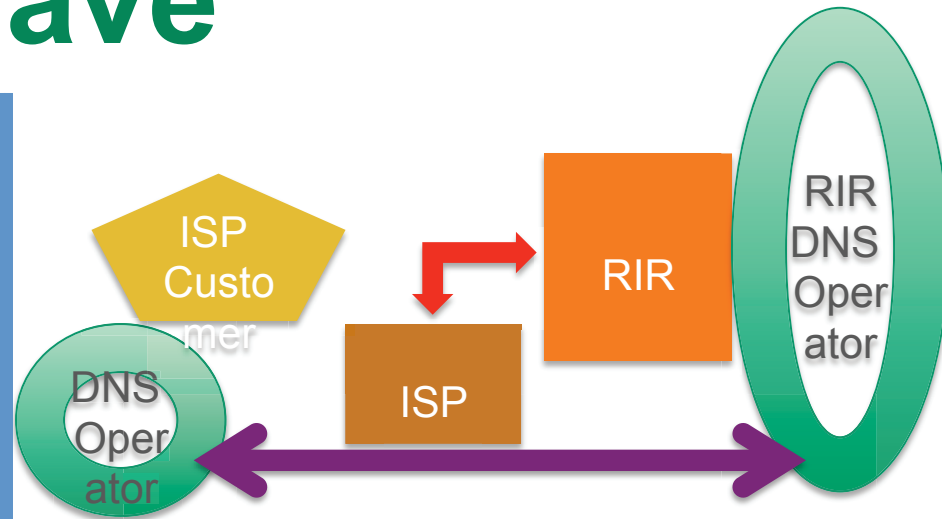 ave
ISP
Custo
mer
RIR
RIR
DNS
Oper
ator
ISP
DNS
Oper
ator